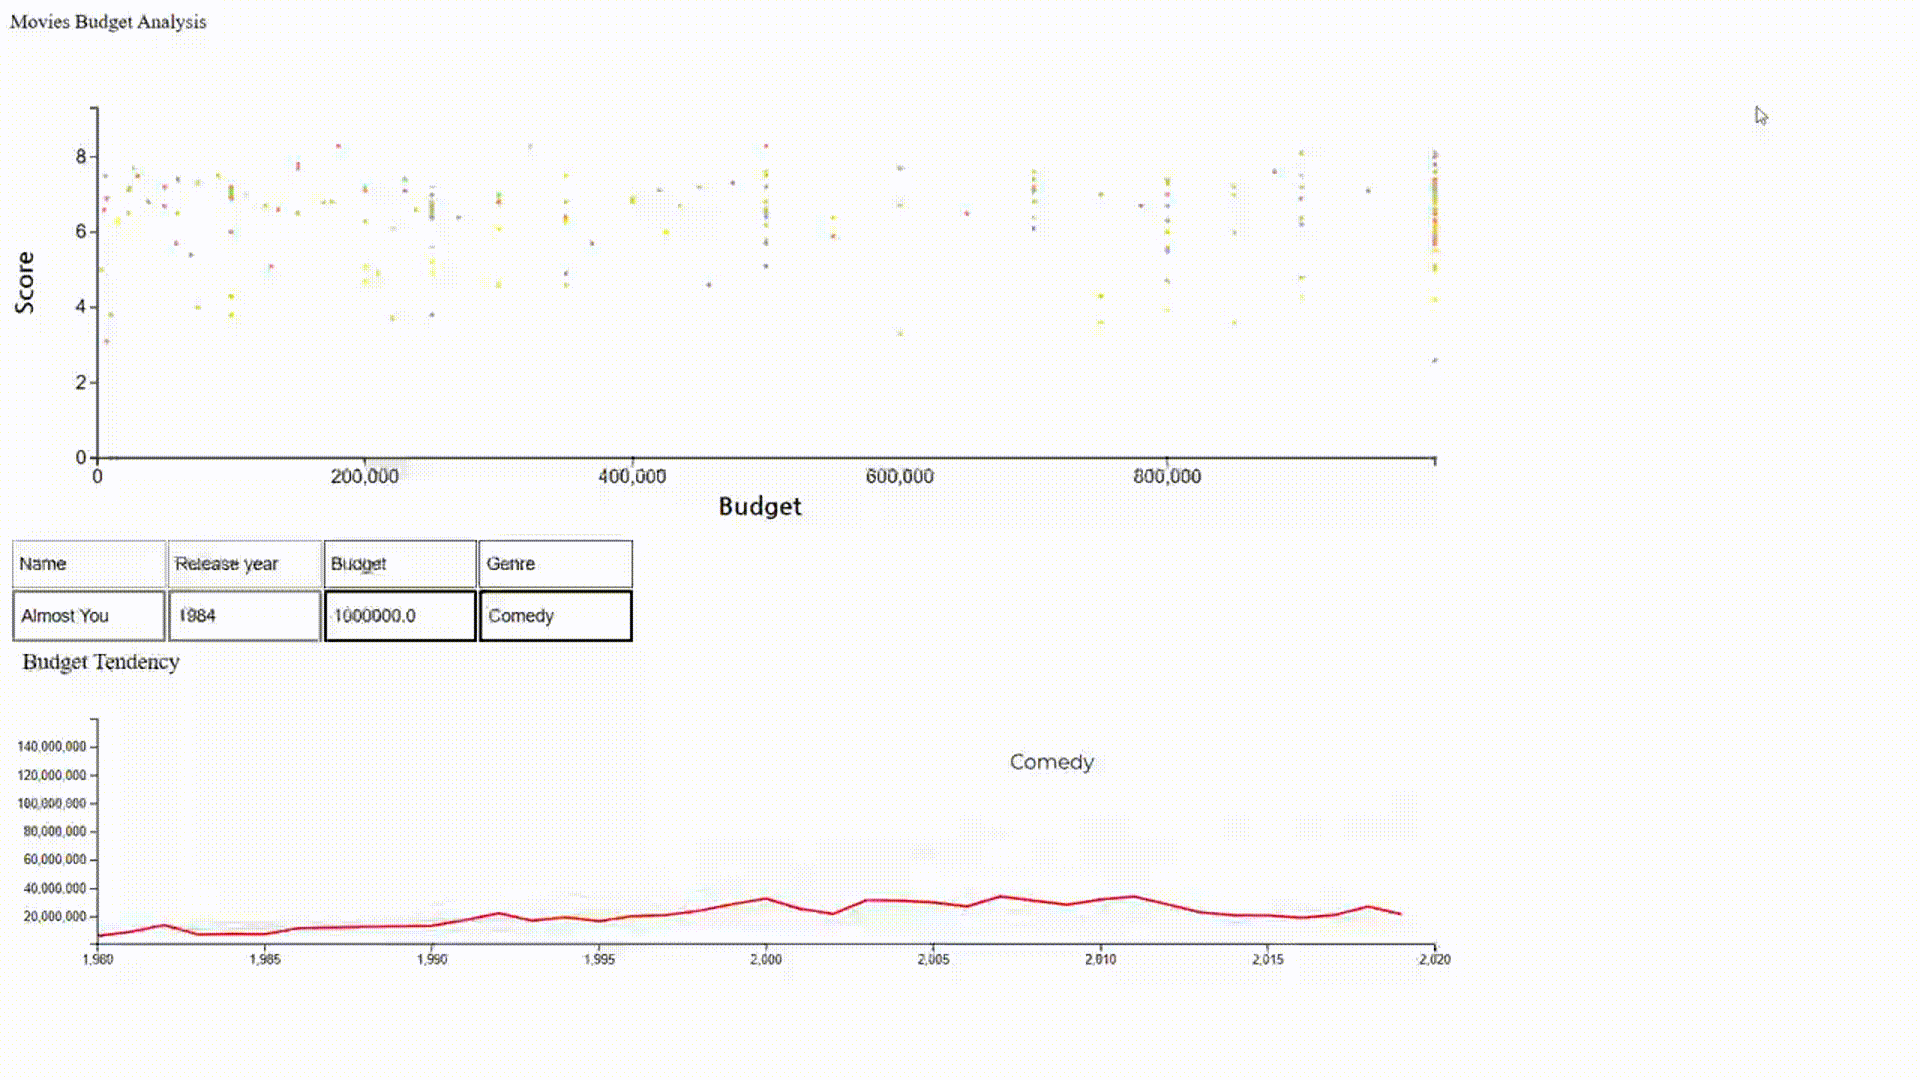 Movies Budget Analysis
8
6
4
2
0
Score
0 200,000 400,000 600,000 800,000
Budget
Name Release year Budget Genre
Almost You 1984 1000000.0 Comedy
Budget Tendency
140,000,000
120,000,000
100,000,000
80,000,000
60,000,000
40,000,000
20,000,000
Comedy
1,980 1,985 1,990 1,995 2,000 2,005 2,010 2,015 2,020